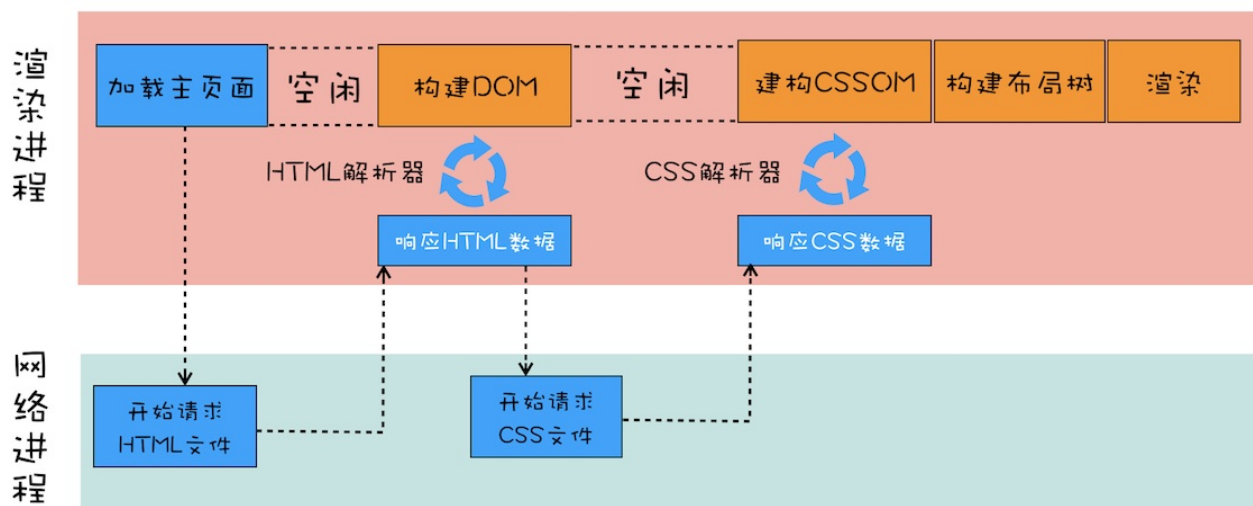 渲染进程
加载主页面
空闲
构建DOM
空闲
建构CSSOM
构建布局树
渲染
HTML解析器
CSS解析器
响应HTML数据
响应CSS数据
网络进程
开始请求
HTML文件
开始请求
CSS文件